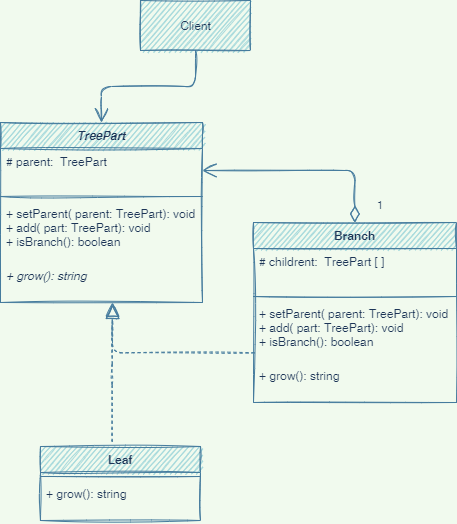 Client
TreePart
# parent:  TreePart
+ setParent( parent: TreePart): void
+ add( part: TreePart): void
+ isBranch(): boolean
+ grow(): string
1
Branch
# childrent:  TreePart [ ]
+ setParent( parent: TreePart): void
+ add( part: TreePart): void
+ isBranch(): boolean
+ grow(): string
Leaf
+ grow(): string